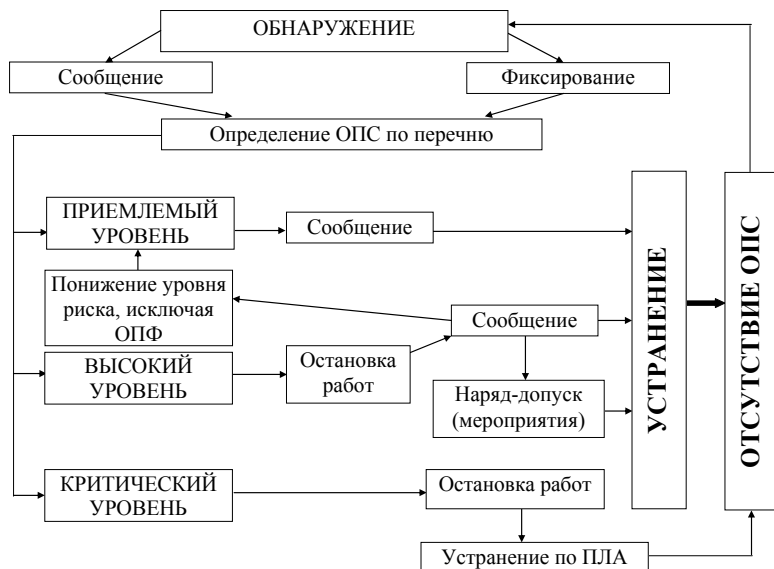 ОБНАРУЖЕНИЕ
Сообщение
Фиксирование
Определение ОПС по перечню
ПРИЕМЛЕМЫЙ
УРОВЕНЬ
Сообщение
Понижение уровня
риска, исключая
ОПФ
Сообщение
ВЫСОКИЙ
УРОВЕНЬ
Остановка
работ
Наряд-допуск
(мероприятия)
КРИТИЧЕСКИЙ
УРОВЕНЬ
Остановка работ
Устранение по ПЛА
УСТРАНЕНИЕ
ОТСУТСТВИЕ ОПС